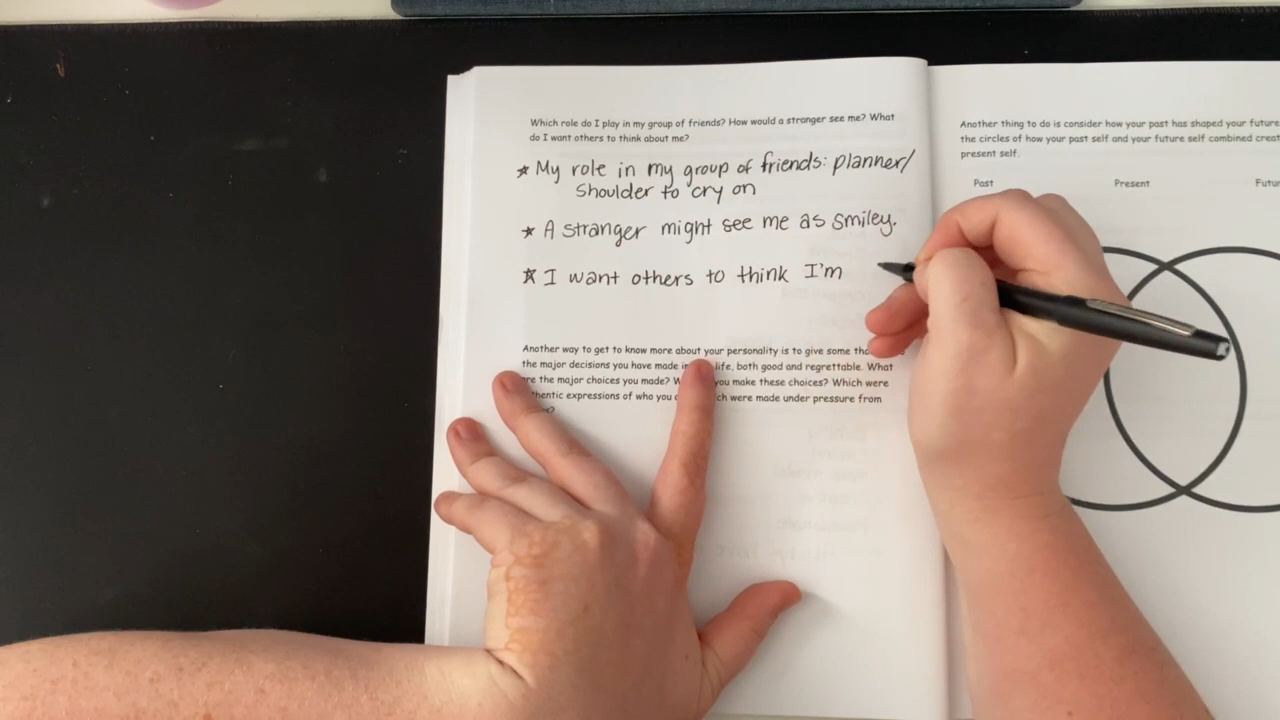 Which role do I play in my group of friends? How would a stranger see me? What
do I want others to think about me?
★ My role in my group of friends: planner/
shoulder to cry on
★ A stranger might see me as smiley.
★ I want others to think I'm
Another way to get to know more about your personality is to give some
the major decisions you have made in life, both good and regrettable. What
are the major choices you made? you make these choices? Which were
authentic expressions of who you were made under pressure from
Another thing to do is consider how your past has shaped your future
the circles of how your past self and your future self combined
present self.
Past Present